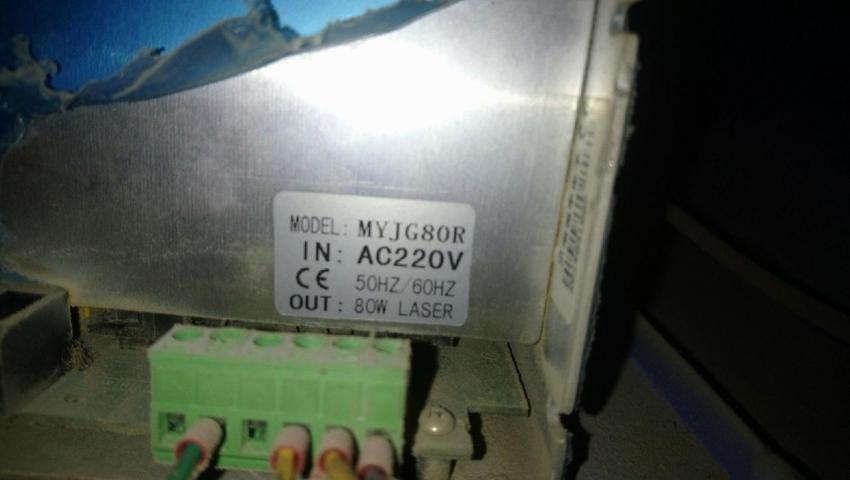 MODEL: MYJG80R
IN: AC220V
CE 50HZ/60HZ
OUT: 80W LASER